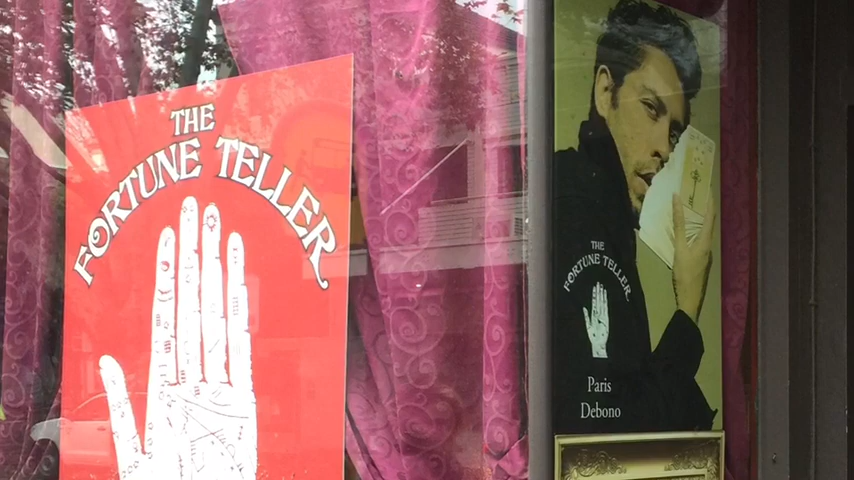 THE
FORTUNE TELLER
THE
FORTUNE TELLER
Paris
Debono